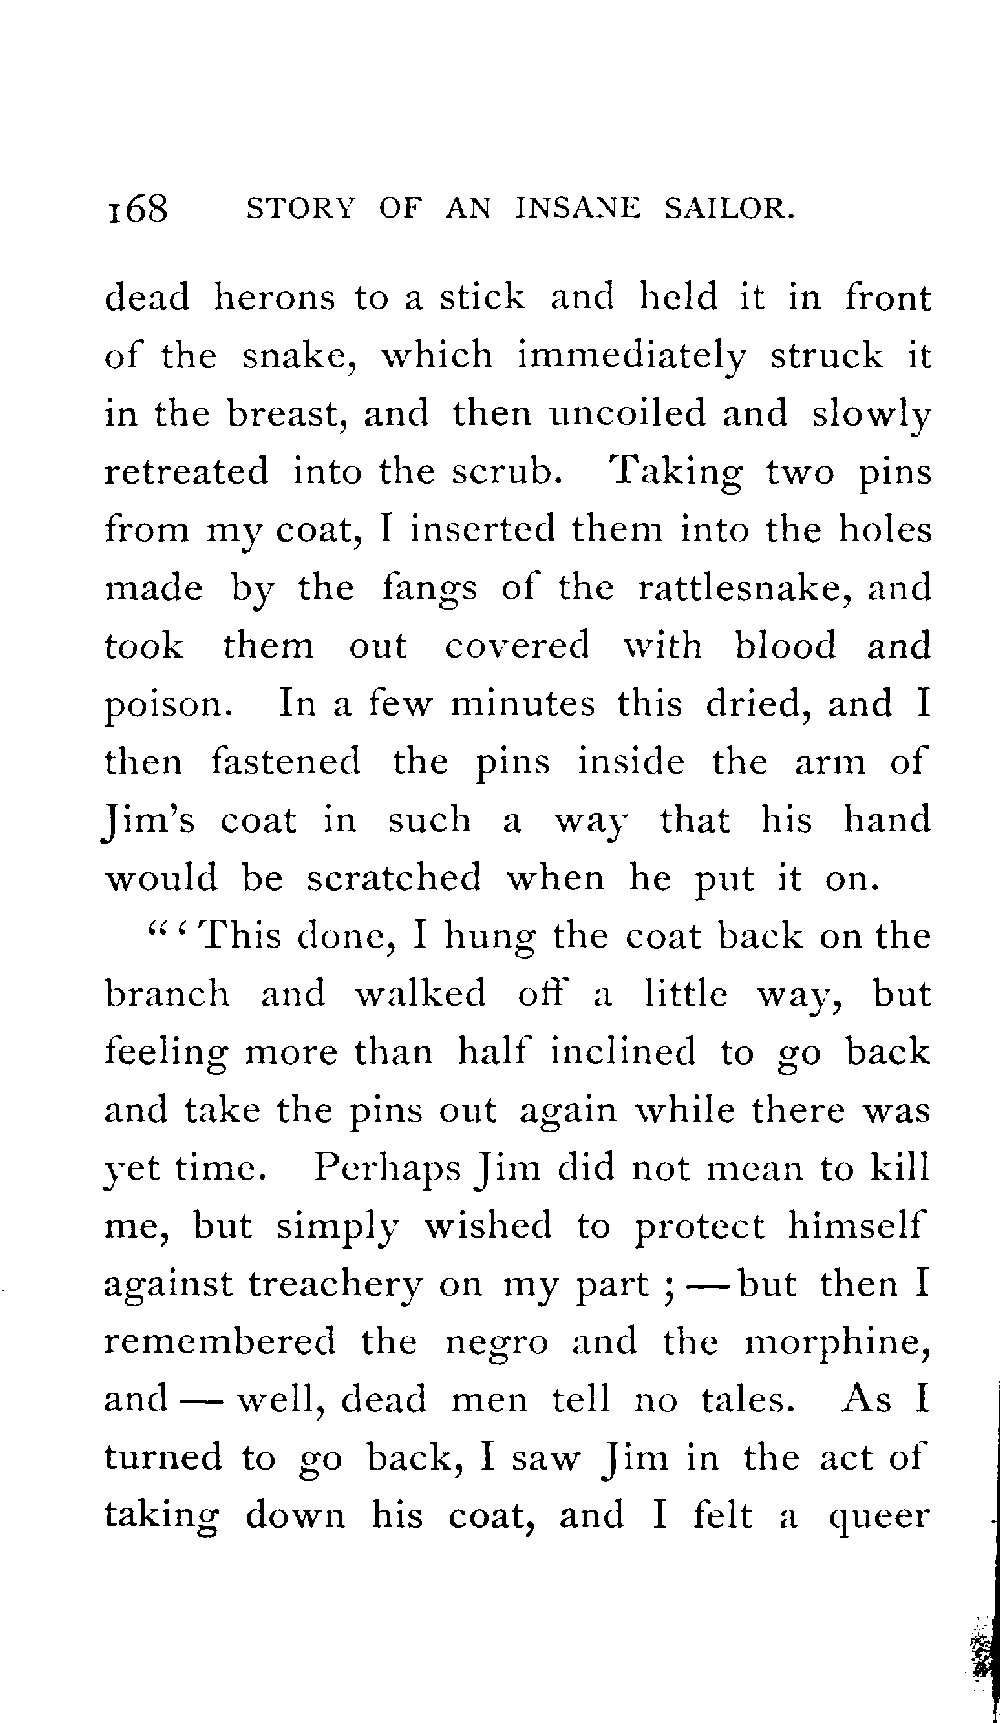 168 STORY OF AN INSANE SAILOR.
dead herons to a stick and held it in front
of the snake, which immediately struck it
in the breast, and then uncoiled and slowly
retreated into the scrub. Taking two pins
from my coat, I inserted them into the holes
made by the fangs of the rattlesnake, and
took them out covered with blood and
poison. In a few minutes this dried, and I
then fastened the pins inside the arm of
Jim's coat in such a way that his hand
would be scratched when he put it on.
“‘This done, I hung the coat back on the
branch and walked off a little way, but
feeling more than half inclined to go back
and take the pins out again while there was
yet time. Perhaps Jim did not mean to kill
me, but simply wished to protect himself
against treachery on my part ; — but then I
remembered the negro and the morphine,
and — well, dead men tell no tales. As I
turned to go back, I saw Jim in the act of
taking down his coat, and I felt a queer